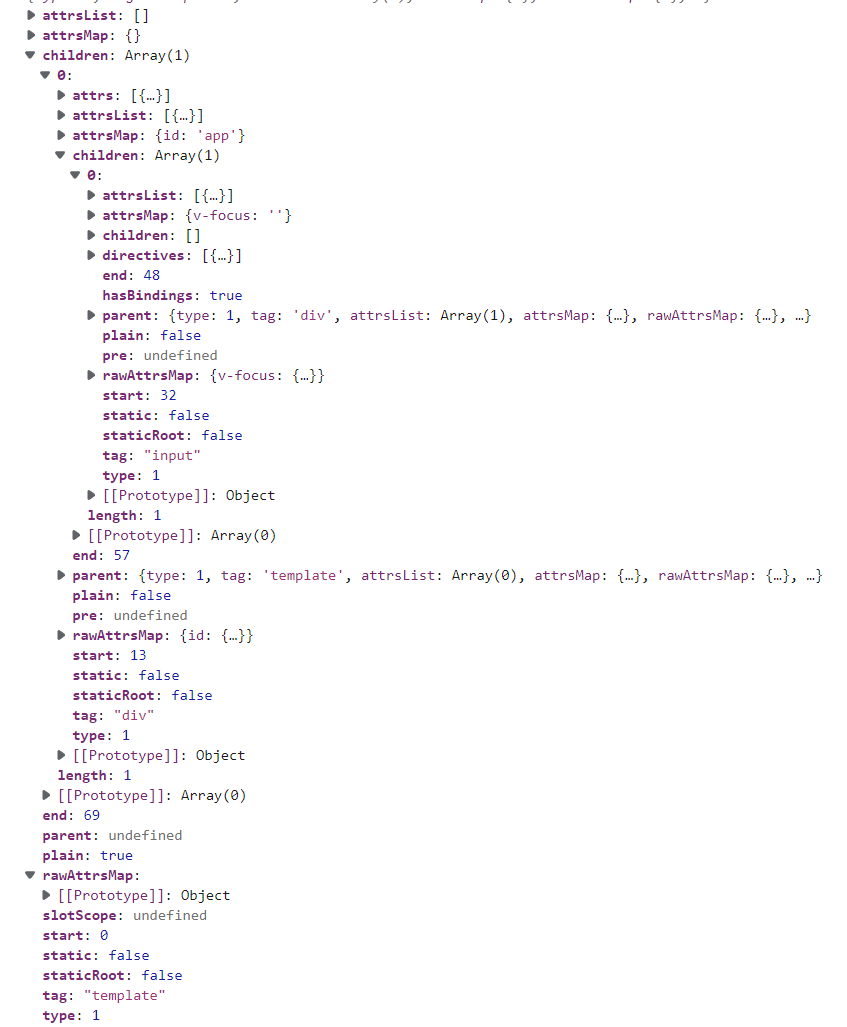 attrsList: []
attrsMap: {}
children: Array(1)
0:
attrs: [{…}]
attrsList: [{…}]
attrsMap: {id: 'app'}
children: Array(1)
0:
attrsList: [{…}]
attrsMap: {v-focus: ''}
children: []
directives: [{…}]
end: 48
hasBindings: true
parent: {type: 1, tag: 'div', attrsList: Array(1), attrsMap: {…}, rawAttrsMap: {…}, …}
plain: false
pre: undefined
rawAttrsMap: {v-focus: {…}}
start: 32
static: false
staticRoot: false
tag: "input"
type: 1
[[Prototype]]: Object
length: 1
[[Prototype]]: Array(0)
end: 57
parent: {type: 1, tag: 'template', attrsList: Array(0), attrsMap: {…}, rawAttrsMap: {…}, …}
plain: false
pre: undefined
rawAttrsMap: {id: {…}}
start: 13
static: false
staticRoot: false
tag: "div"
type: 1
[[Prototype]]: Object
length: 1
[[Prototype]]: Array(0)
end: 69
parent: undefined
plain: true
rawAttrsMap:
[[Prototype]]: Object
slotScope: undefined
start: 0
static: false
staticRoot: false
tag: "template"
type: 1